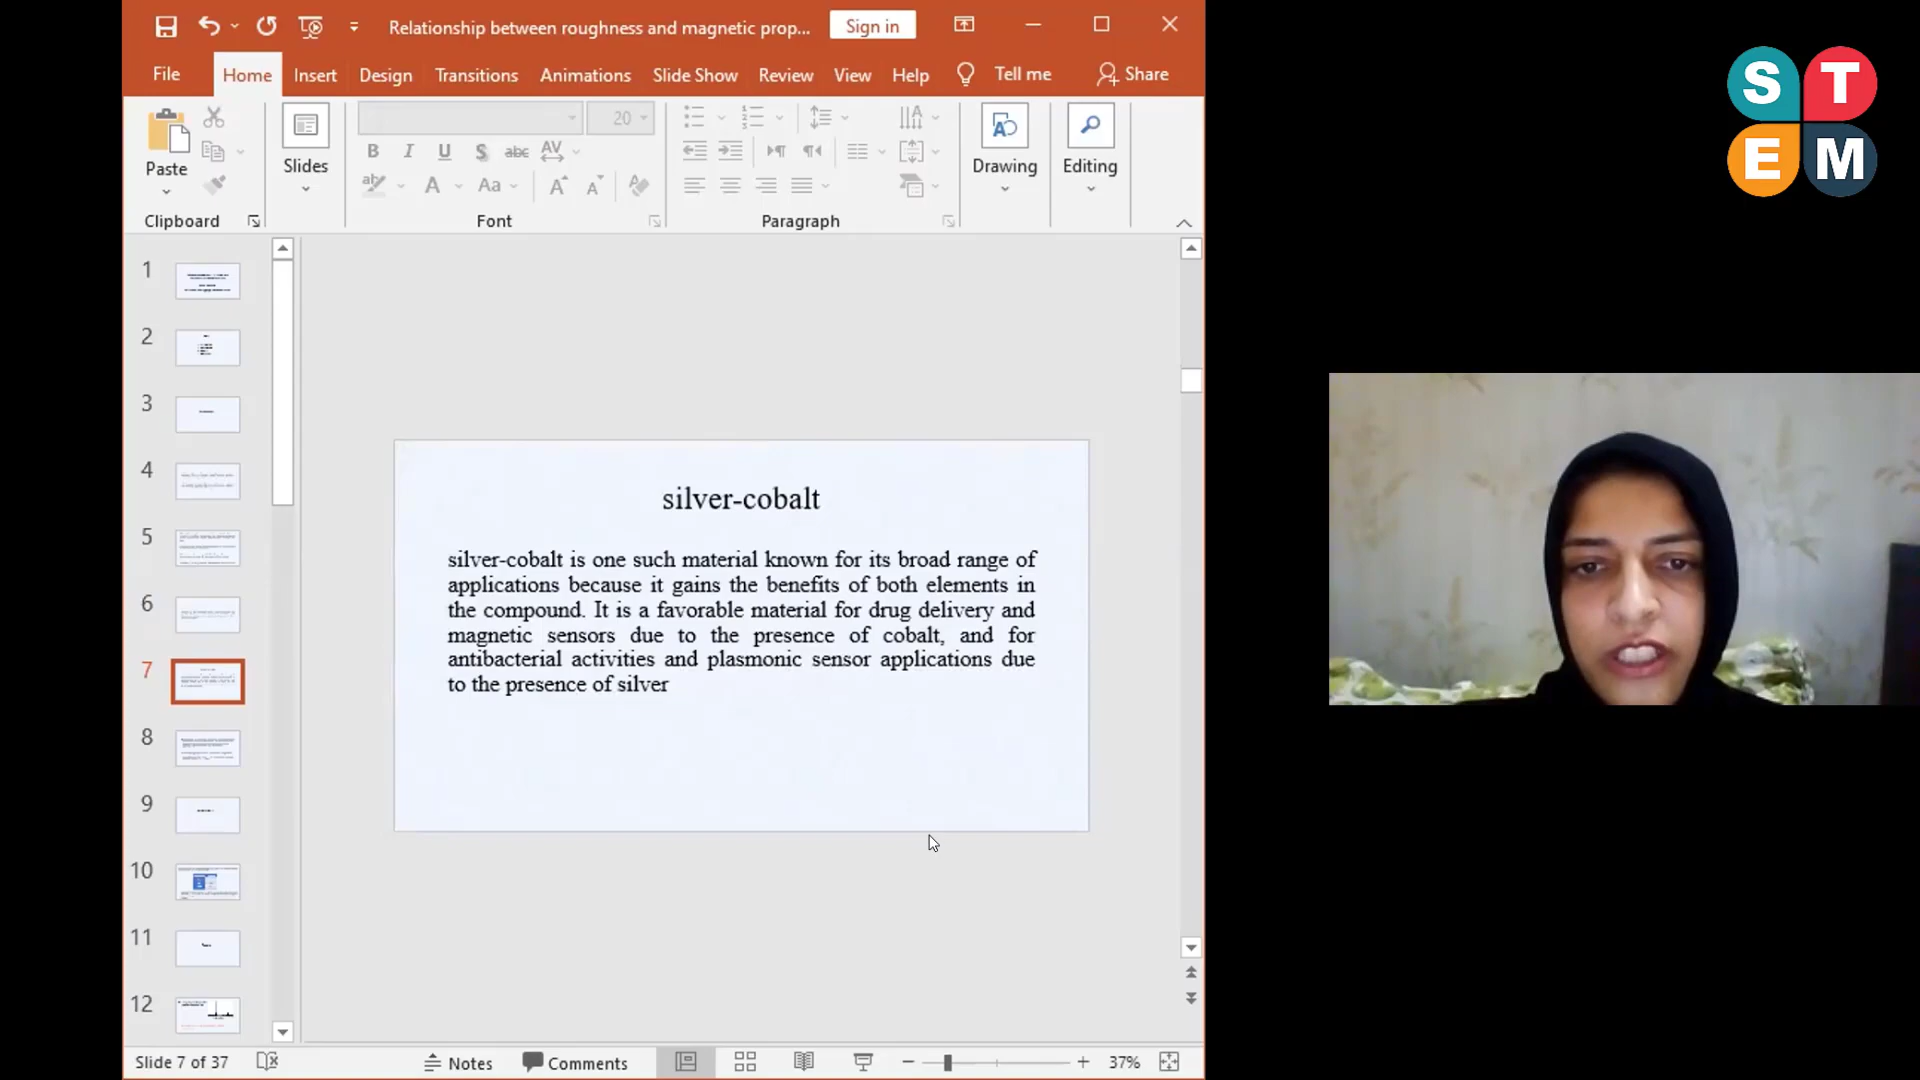 Relationship between roughness and magnetic prop...
Sign in
File
Home
Insert
Design
Transitions
Animations
Slide Show
Review
View
Help
Tell me
Share
Paste
Slides
20
B I U S abc AV
A Aa A A
Drawing
Editing
Clipboard
Font
Paragraph
1
2
3
4
5
6
7
8
9
10
11
12
silver-cobalt
silver-cobalt is one such material known for its broad range of
applications because it gains the benefits of both elements in
the compound. It is a favorable material for drug delivery and
magnetic sensors due to the presence of cobalt, and for
antibacterial activities and plasmonic sensor applications due
to the presence of silver
Slide 7 of 37
Notes
Comments
37%
S T
E M